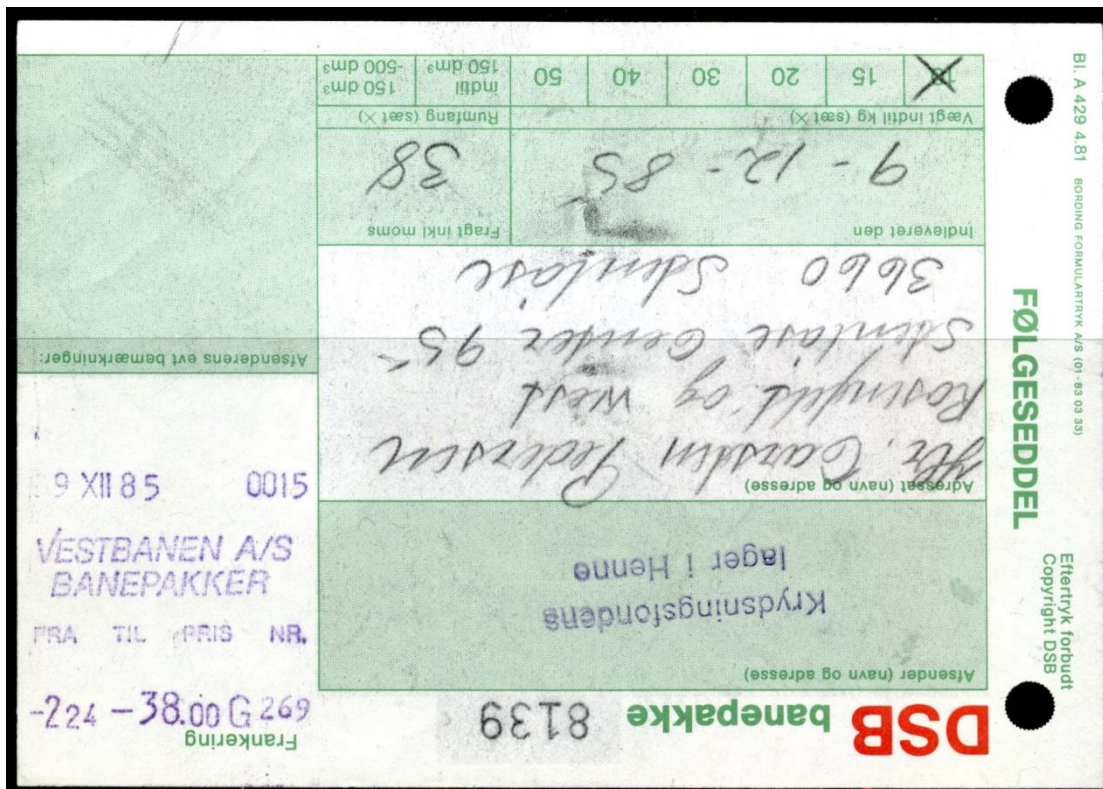 DSB banepakke 8139
Frankering
-224 -38.00 G 269
FRA TIL PRIS NR.
VESTBANEN A/S
BANEPAKKER
9 XII 85 0015
Afsender (navn og adresse)
Krydsningsfondens
lager i Henne
Adressat (navn og adresse)
Hr. Carsten Pedersen
og
Center 95
3660
Afsenderens evt bemærkninger:
Indleveret den
9-12-85
Fragt inkl moms
38
Vægt indtil kg (sæt X)
10 15 20 30 40 50
Rumfang (sæt X)
indtil 150 dm³
150 dm³ -500 dm³
FØLGESEDDEL
Eftertryk forbudt
Copyright DSB
Bl. A 429 4.81 BORDING FORMULARTRYK A/S (01-83 03 33)